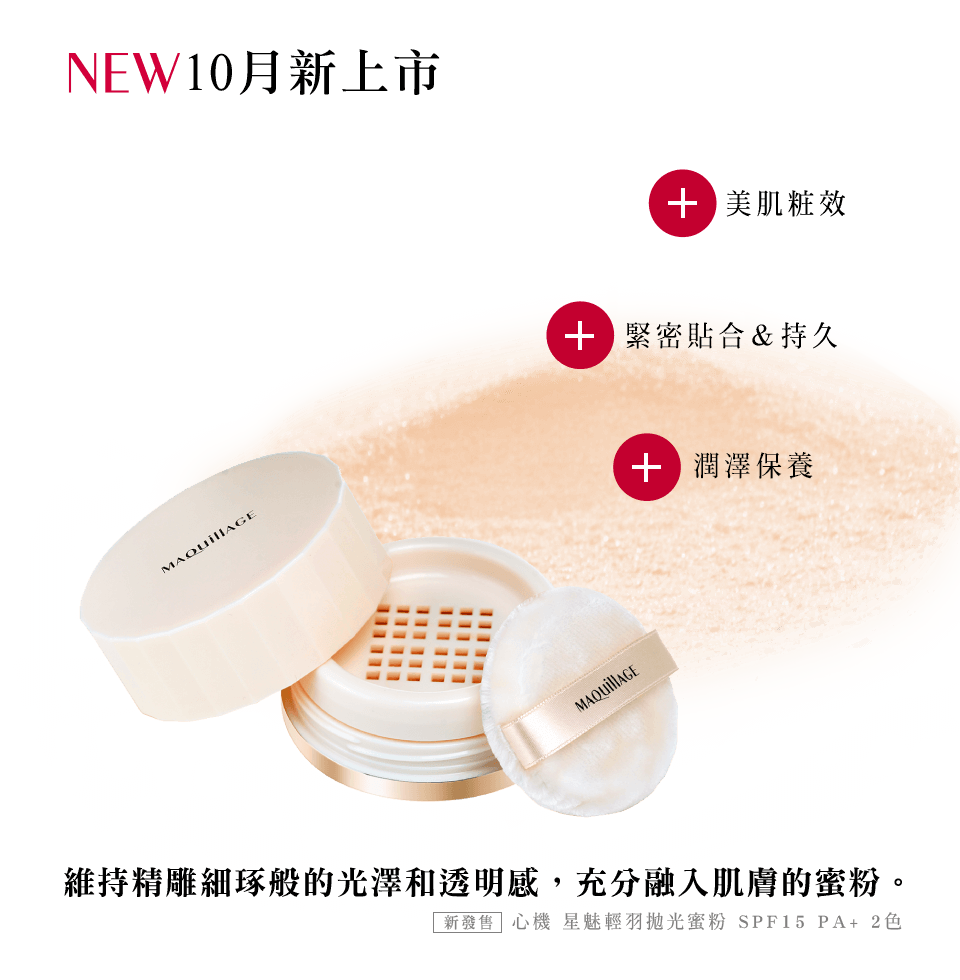 NEW10月新上市
美肌粧效
緊密貼合&持久
潤澤保養
MAQuillAGE
MAQuillAGE
維持精雕細琢般的光澤和透明感，充分融入肌膚的蜜粉。
新發售 心機 星魅輕羽拋光蜜粉 SPF15 PA+ 2色